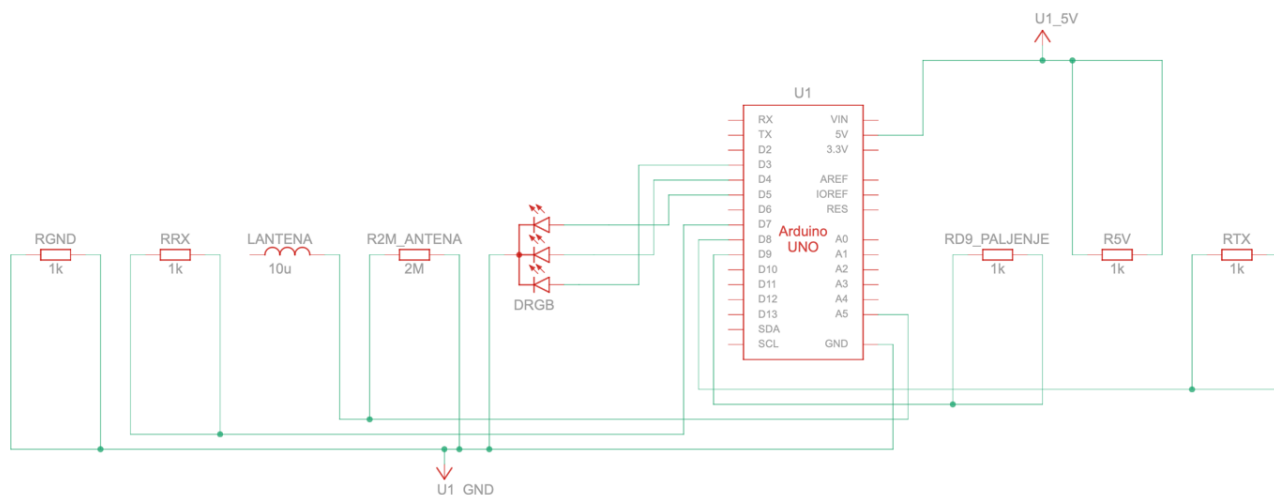 U1_5V
U1
RX
TX
D2
D3
D4
D5
D6
D7
D8
D9
D10
D11
D12
D13
SDA
SCL
VIN
5V
3.3V
AREF
IOREF
RES
A0
A1
A2
A3
A4
A5
GND
Arduino
UNO
RGND
1k
RRX
1k
LANTENA
10u
R2M_ANTENA
2M
DRGB
RD9_PALJENJE
1k
R5V
1k
RTX
1k
U1_GND